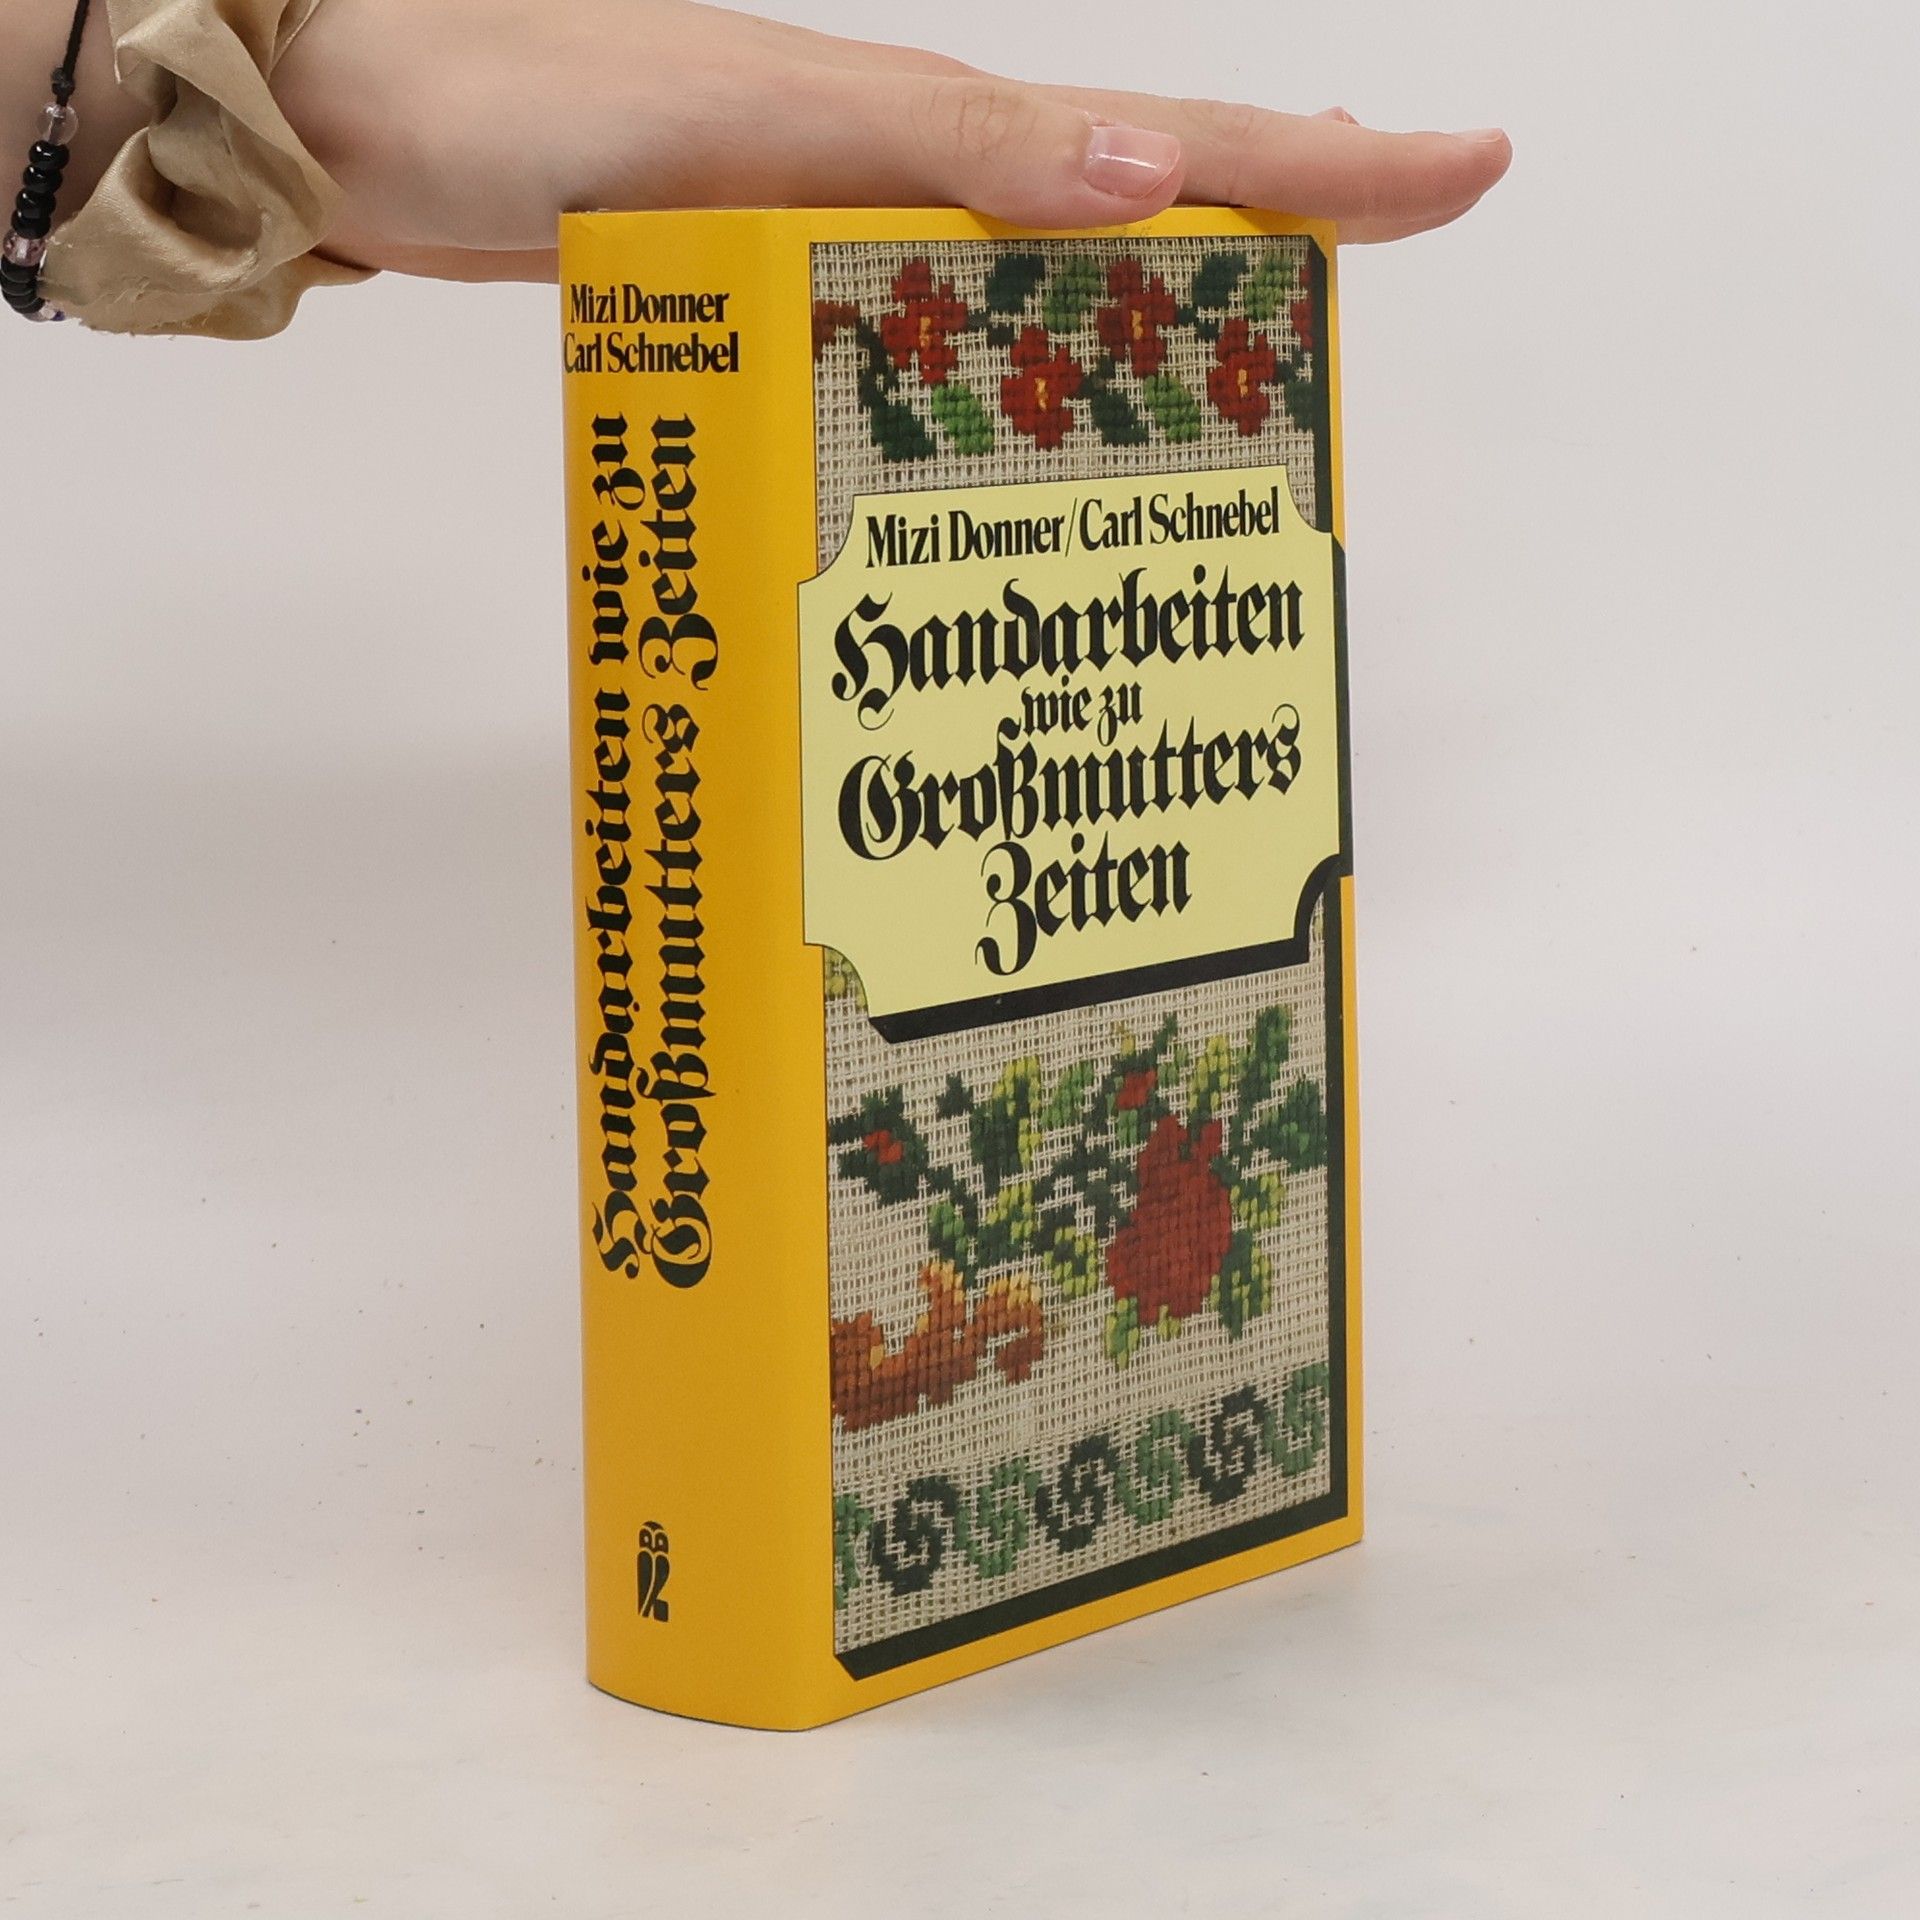 Mizi Donner
Carl Schnebel
Handarbeiten wie zu
Großmutters Zeiten
Mizi Donner/Carl Schnebel
Handarbeiten
wie zu
Großmutters
Zeiten